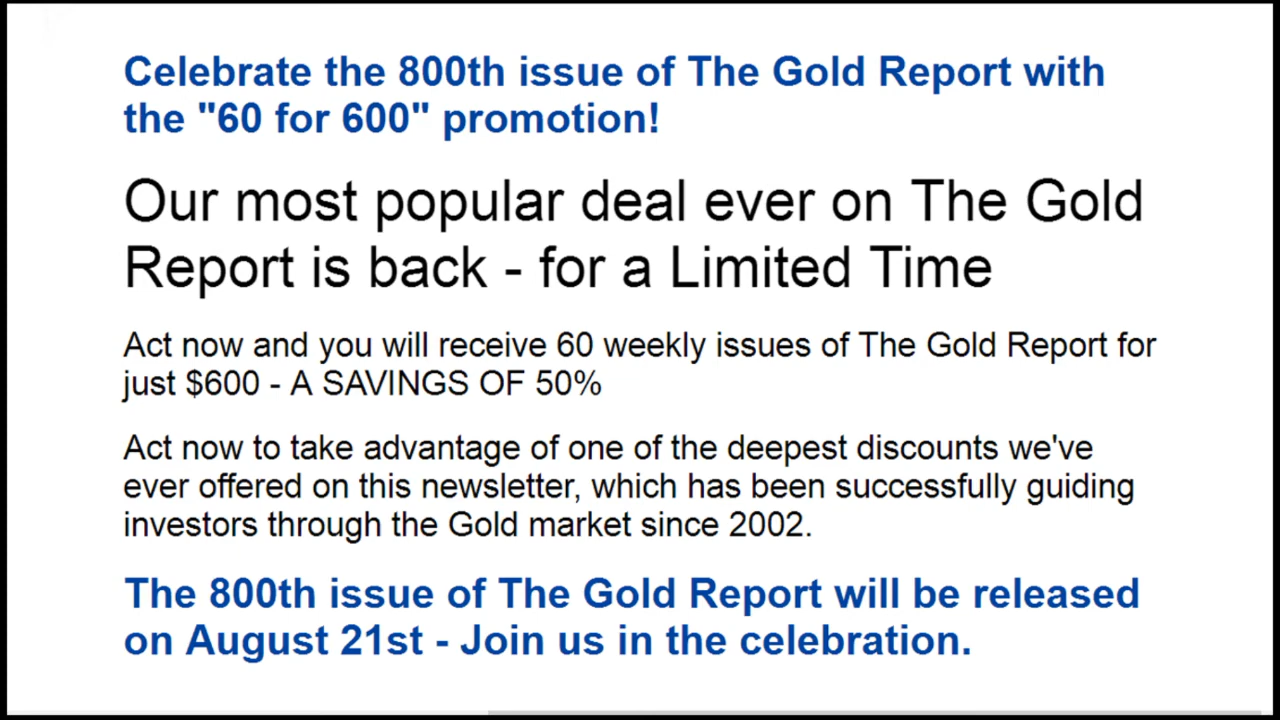 Celebrate the 800th issue of The Gold Report with
the "60 for 600" promotion!
Our most popular deal ever on The Gold
Report is back - for a Limited Time
Act now and you will receive 60 weekly issues of The Gold Report for
just $600 - A SAVINGS OF 50%
Act now to take advantage of one of the deepest discounts we've
ever offered on this newsletter, which has been successfully guiding
investors through the Gold market since 2002.
The 800th issue of The Gold Report will be released
on August 21st - Join us in the celebration.